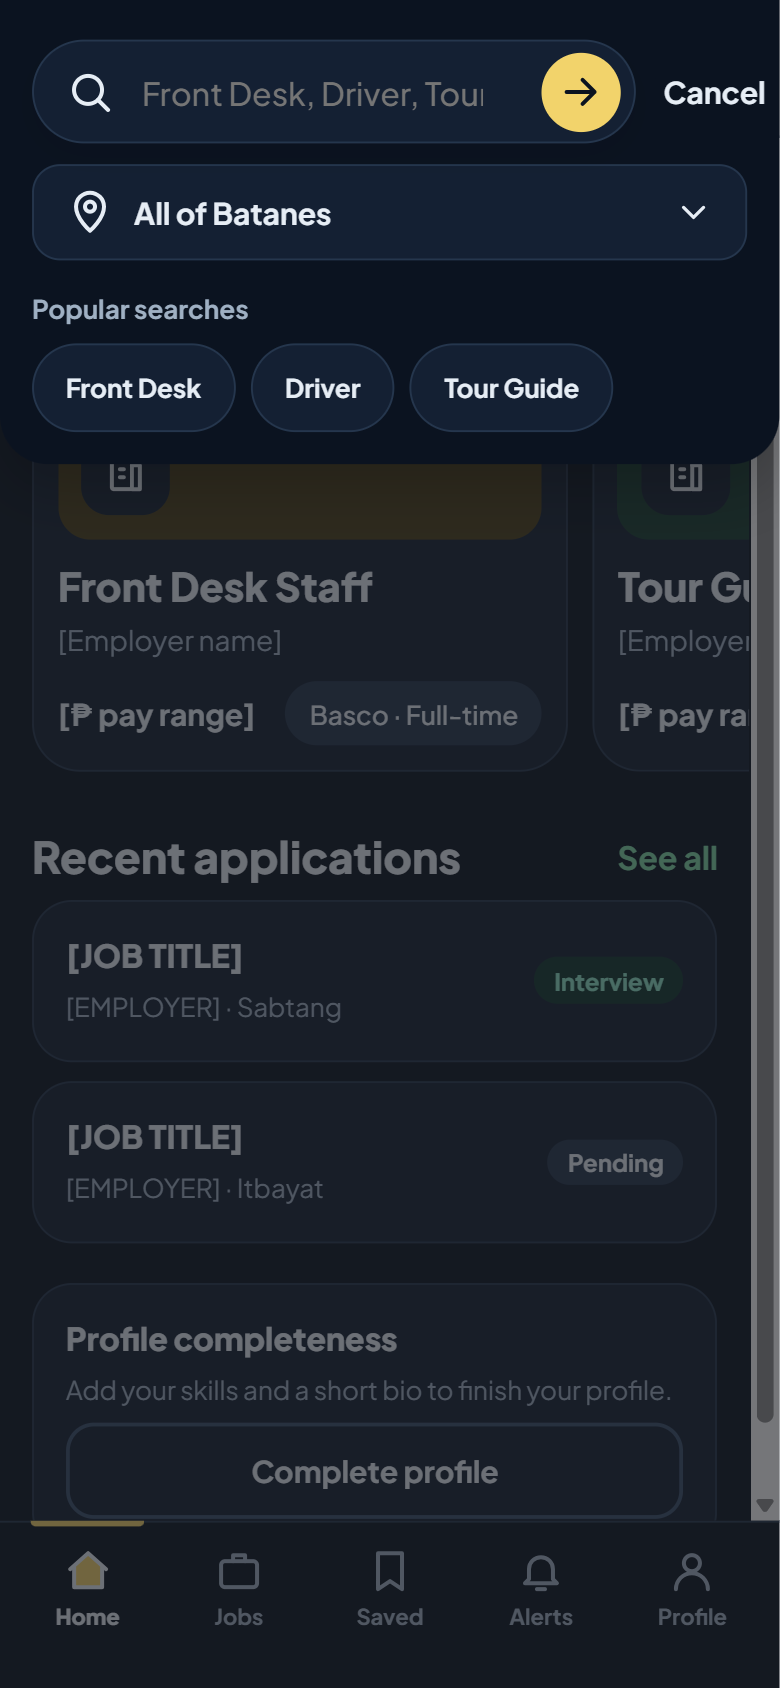 Front Desk, Driver, Tour
Cancel
All of Batanes
Popular searches
Front Desk
Driver
Tour Guide
Front Desk Staff
[Employer name]
[₱ pay range]
Basco · Full-time
Tour Gu
[Employer
[₱ pay ra
Recent applications
See all
[JOB TITLE]
[EMPLOYER] · Sabtang
Interview
[JOB TITLE]
[EMPLOYER] · Itbayat
Pending
Profile completeness
Add your skills and a short bio to finish your profile.
Complete profile
Home
Jobs
Saved
Alerts
Profile